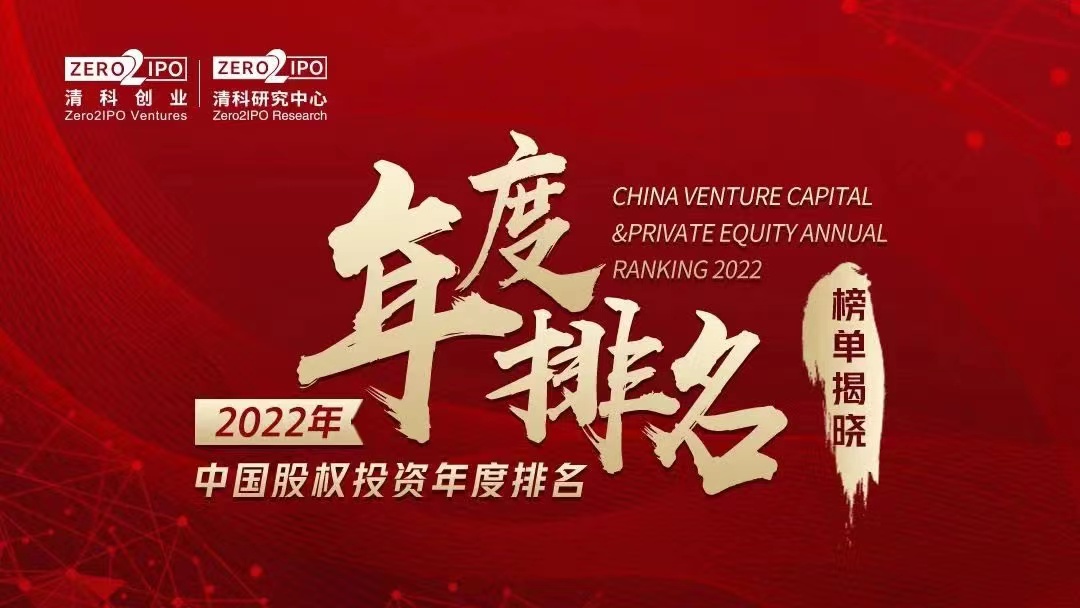 ZERO2IPO
清科创业
Zero2IPO Ventures
ZERO2IPO
清科研究中心
Zero2IPO Research
年度
排名
CHINA VENTURE CAPITAL
&PRIVATE EQUITY ANNUAL
RANKING 2022
榜单揭晓
2022年
中国股权投资年度排名